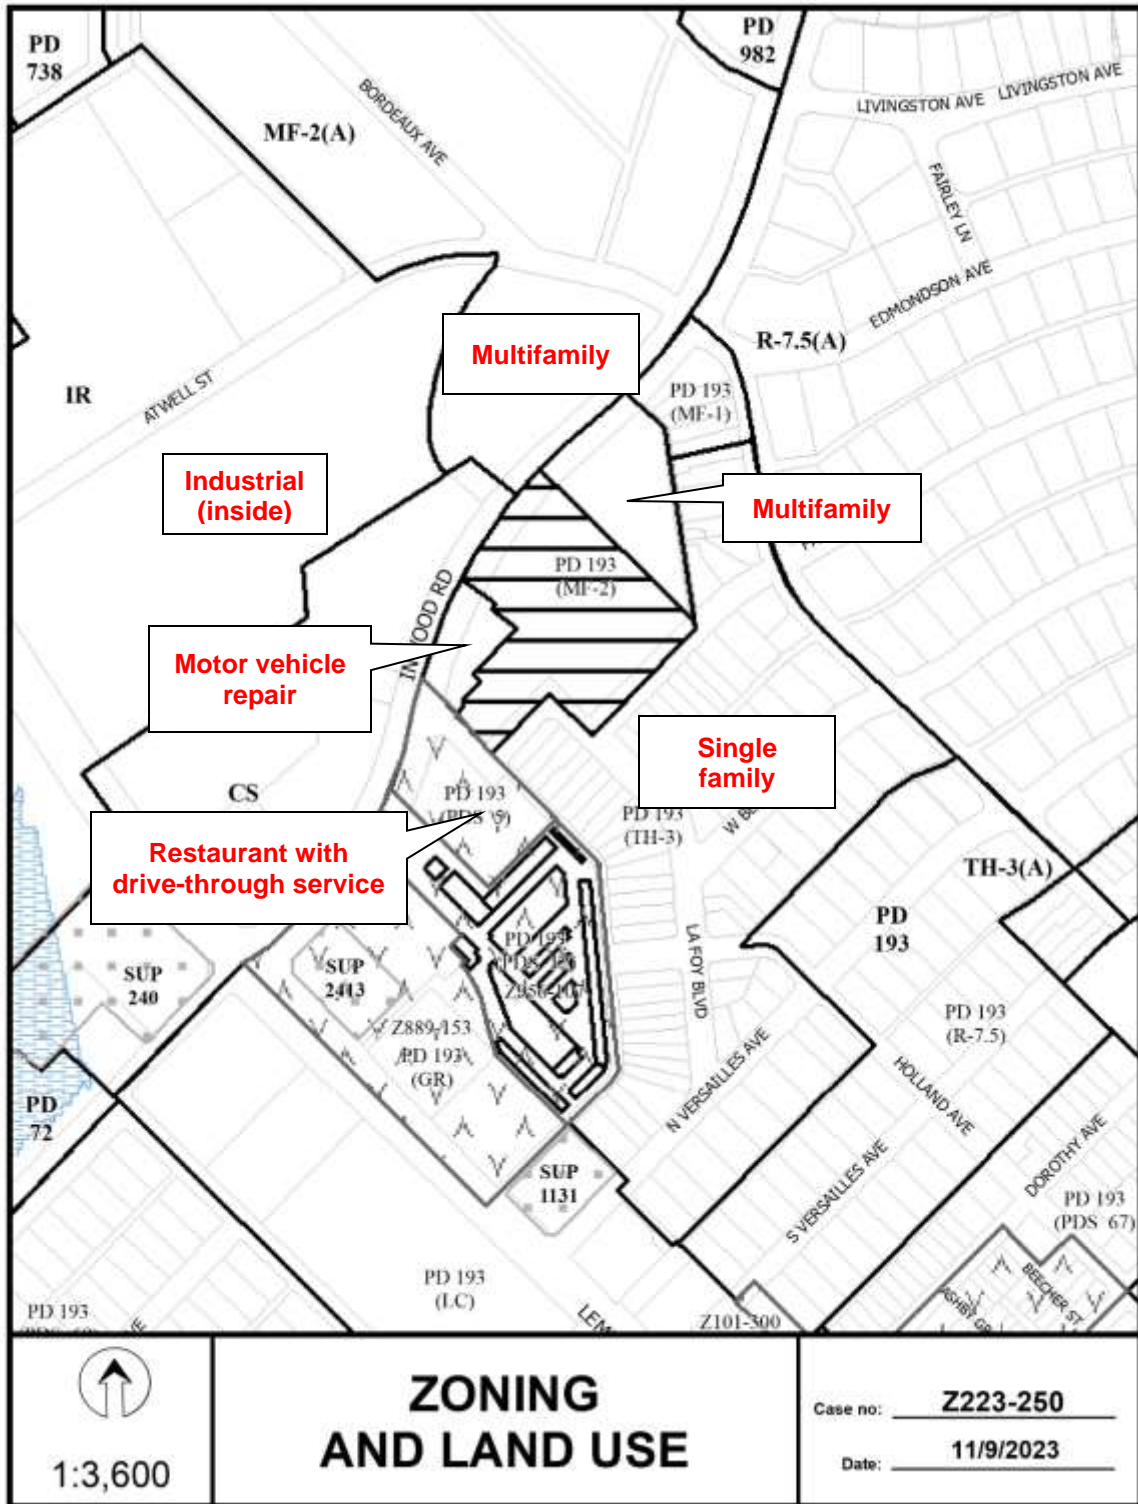 PD
738
PD
982
LIVINGSTON AVE LIVINGSTON AVE
BORDEAUX AVE
MF-2(A)
FAIRLEY LN
EDMONDSON AVE
R-7.5(A)
Multifamily
IR
ATWELL ST
PD 193
(MF-1)
Industrial
(inside)
Multifamily
PD 193
(MF-2)
INWOOD RD
Motor vehicle
repair
Single
family
CS
PD 193
PD 193
(TH-3)
Restaurant with
drive-through service
TH-3(A)
PD
193
SUP
240
SUP
2413
LA FOY BLVD
Z889-153
PD 193
(GR)
PD 193
(R-7.5)
N VERSAILLES AVE
HOLLAND AVE
PD
72
DOROTHY AVE
S VERSAILLES AVE
SUP
1131
PD 193
(PDS 67)
PD 193
(LC)
BEECHER ST
PD 193
Z101-300
1:3,600
ZONING
AND LAND USE
Case no: Z223-250
Date: 11/9/2023